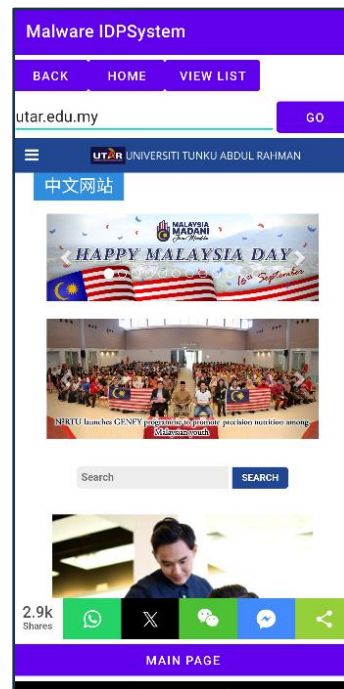 Malware IDPSystem
BACK HOME VIEW LIST
utar.edu.my GO
UTAR UNIVERSITI TUNKU ABDUL RAHMAN
中文网站
MALAYSIA
MADANI
HAPPY MALAYSIA DAY
16th September
launches GENFY programme to promote precision nutrition among
Malaysian youth
Search SEARCH
2.9k
Shares
MAIN PAGE